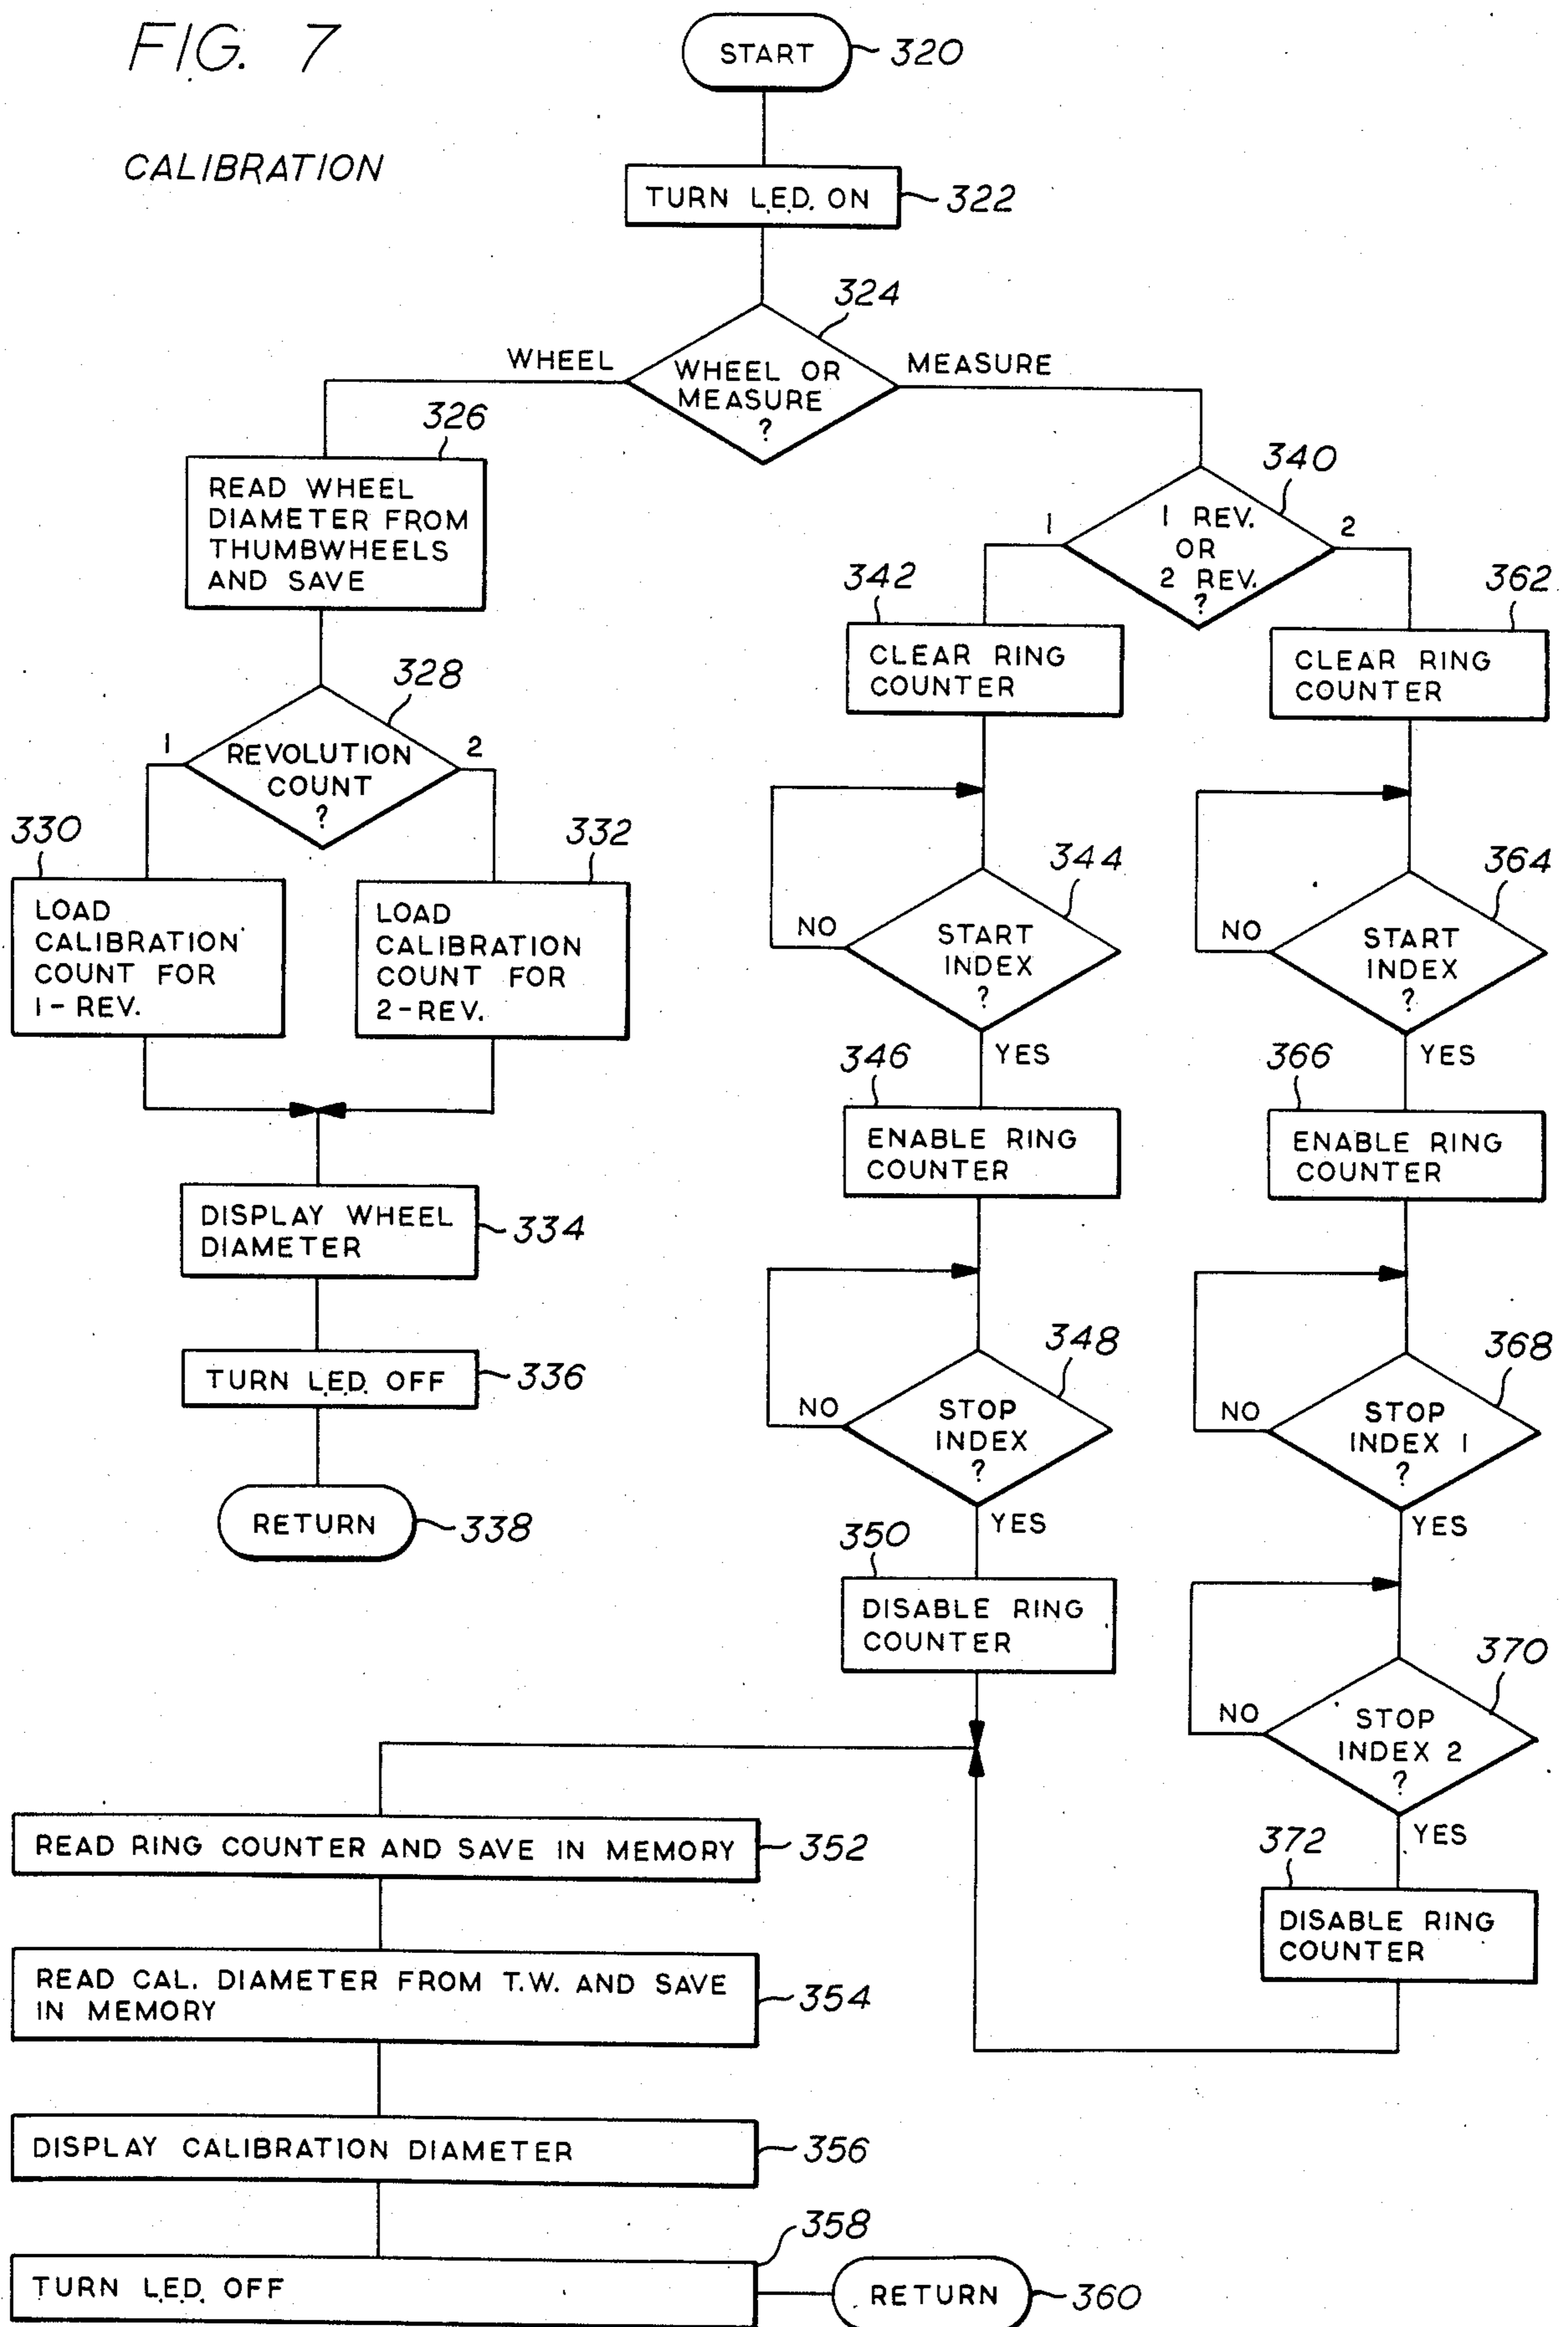 FIG. 7
CALIBRATION
START
320
TURN L.E.D. ON
322
324
WHEEL OR
MEASURE
?
WHEEL
MEASURE
326
READ WHEEL
DIAMETER FROM
THUMBWHEELS
AND SAVE
328
REVOLUTION
COUNT
?
1
2
330
LOAD
CALIBRATION
COUNT FOR
1-REV.
332
LOAD
CALIBRATION
COUNT FOR
2-REV.
DISPLAY WHEEL
DIAMETER
334
TURN L.E.D. OFF
336
RETURN
338
340
1 REV.
OR
2 REV.
?
1
2
342
CLEAR RING
COUNTER
344
START
INDEX
?
NO
YES
346
ENABLE RING
COUNTER
348
STOP
INDEX
?
NO
YES
350
DISABLE RING
COUNTER
362
CLEAR RING
COUNTER
364
START
INDEX
?
NO
YES
366
ENABLE RING
COUNTER
368
STOP
INDEX 1
?
NO
YES
370
STOP
INDEX 2
?
NO
YES
372
DISABLE RING
COUNTER
READ RING COUNTER AND SAVE IN MEMORY
352
READ CAL. DIAMETER FROM T.W. AND SAVE
IN MEMORY
354
DISPLAY CALIBRATION DIAMETER
356
358
TURN L.E.D. OFF
RETURN
360